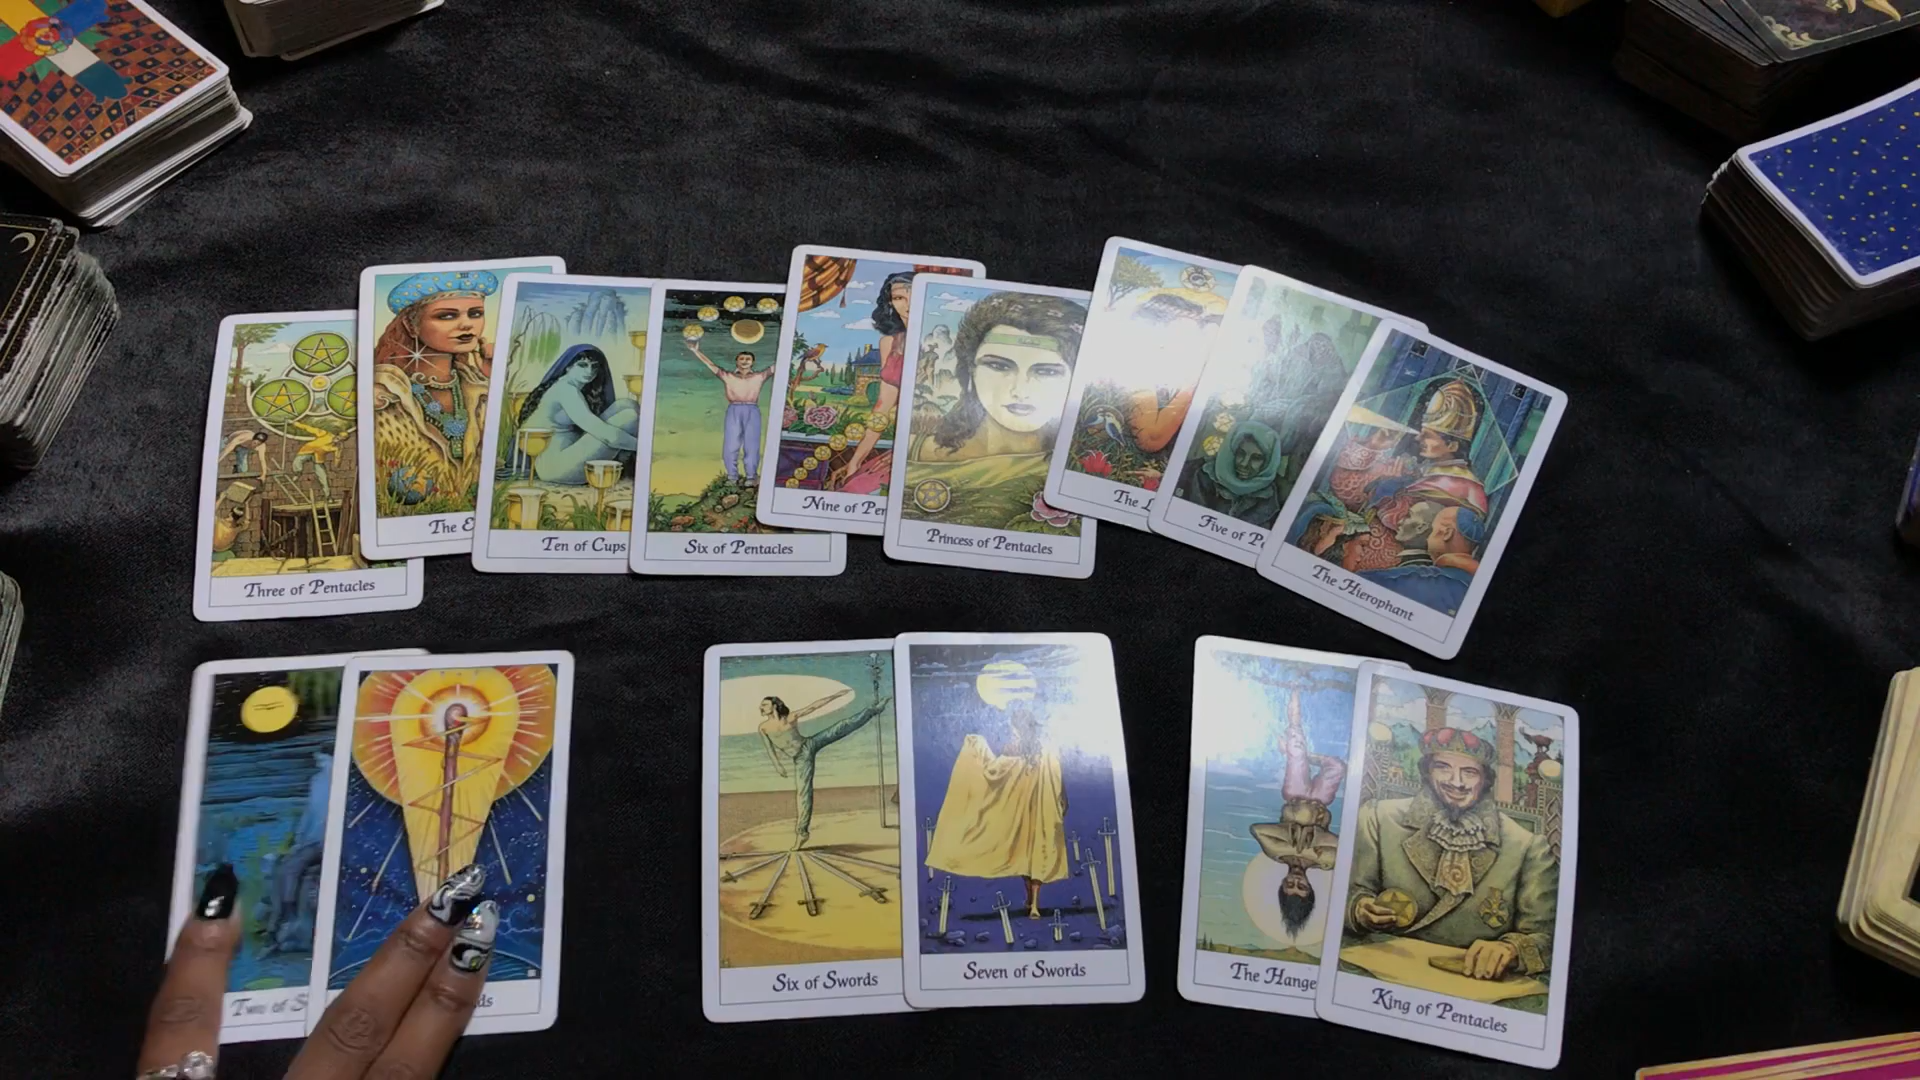 Three of Pentacles
The
Ten of Cups
Six of Pentacles
Nine of
Princess of Pentacles
The
Five of
The Hierophant
Two of
Six of Swords
Seven of Swords
The Hange
King of Pentacles